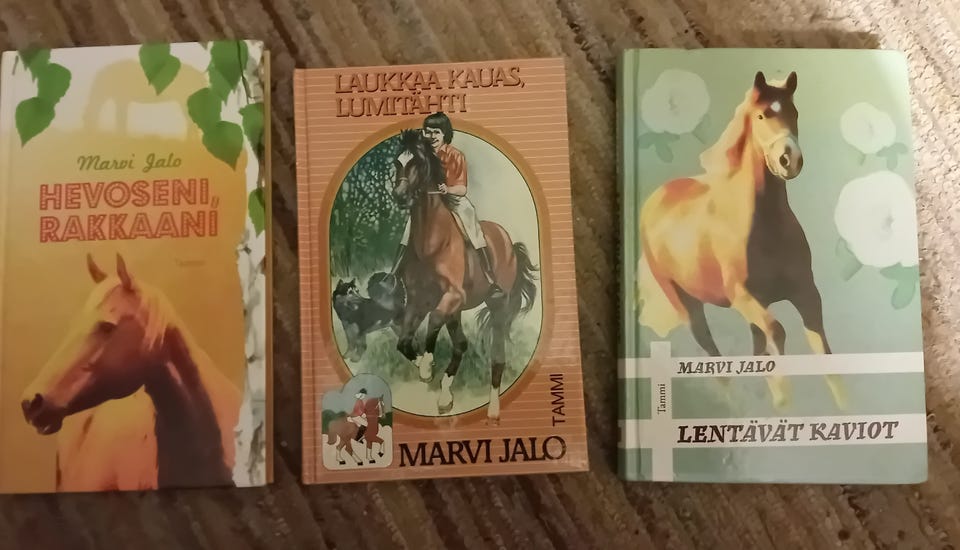 Marvi Jalo
HEVOSENI,
RAKKAANI
Tammi
LAUKKAA KAUAS,
LUMITÄHTI
TAMMI
MARVI JALO
MARVI JALO
Tammi
LENTÄVÄT KAVIOT